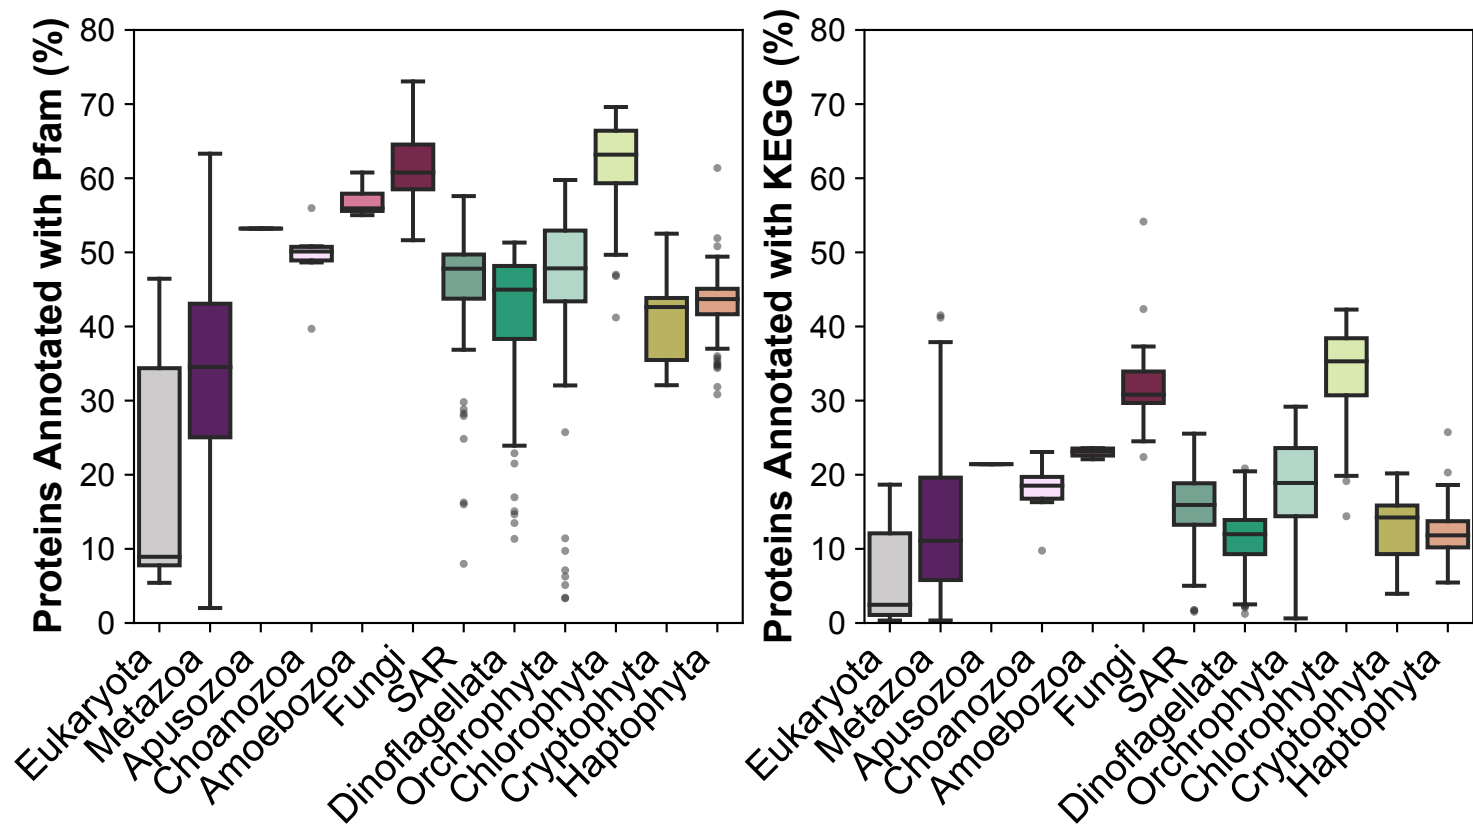 Proteins Annotated with Pfam (%)
80
70
60
50
40
30
20
10
0
Eukaryota
Metazoa
Apusozoa
Choanozoa
Amoebozoa
Fungi
SAR
Dinoflagellata
Orchrophyta
Chlorophyta
Cryptophyta
Haptophyta
Proteins Annotated with KEGG (%)
80
70
60
50
40
30
20
10
0
Eukaryota
Metazoa
Apusozoa
Choanozoa
Amoebozoa
Fungi
SAR
Dinoflagellata
Orchrophyta
Chlorophyta
Cryptophyta
Haptophyta